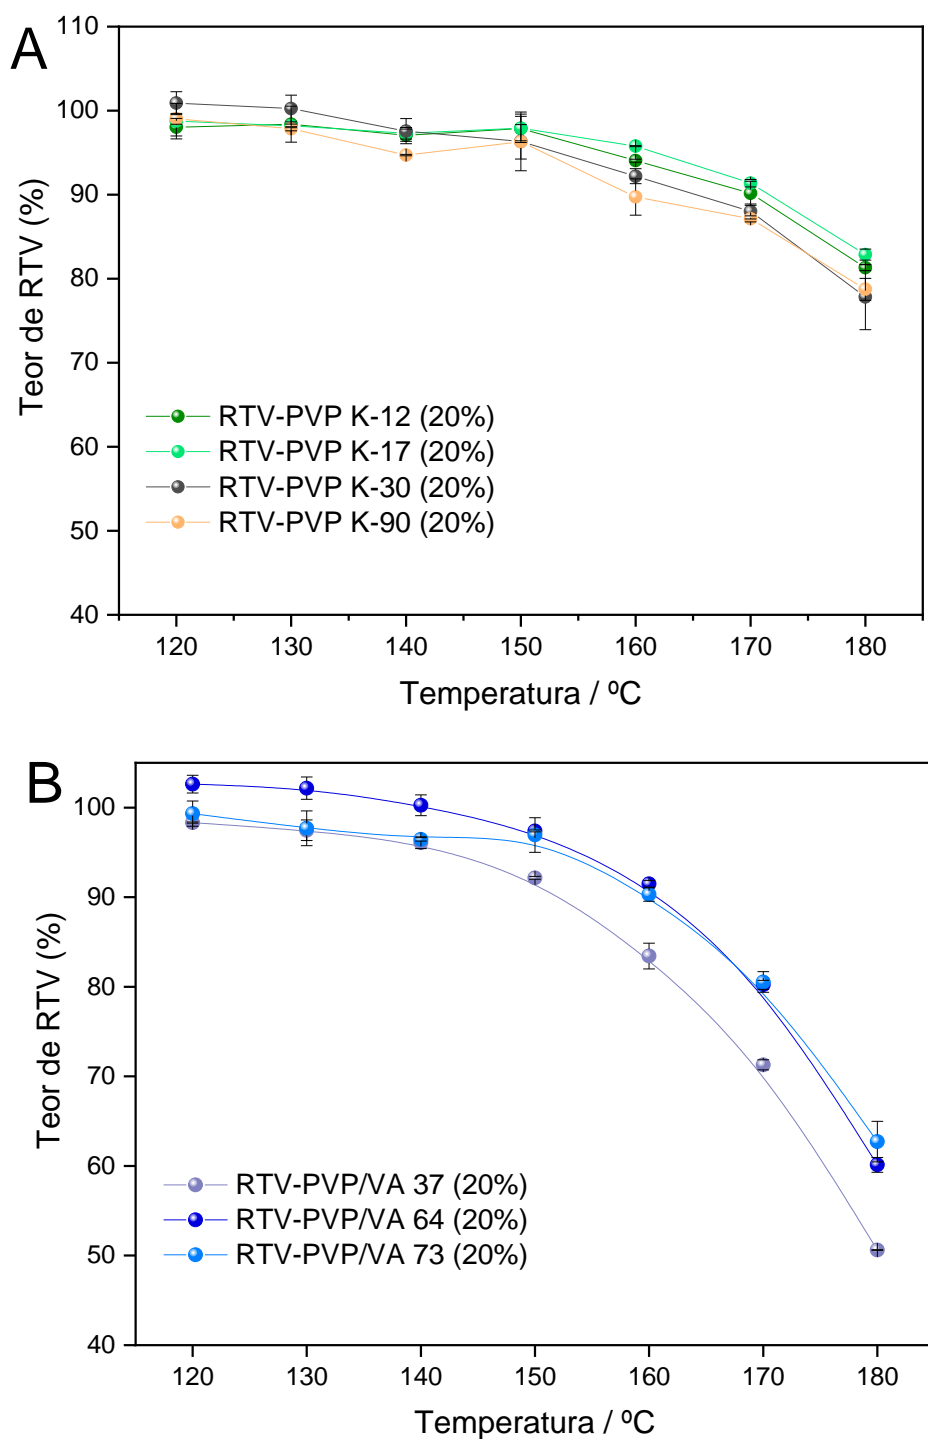 A
110
100
90
80
70
60
50
40
Teor de RTV (%)
RTV-PVP K-12 (20%)
RTV-PVP K-17 (20%)
RTV-PVP K-30 (20%)
RTV-PVP K-90 (20%)
120 130 140 150 160 170 180
Temperatura / ºC
B
100
90
80
70
60
50
40
Teor de RTV (%)
RTV-PVP/VA 37 (20%)
RTV-PVP/VA 64 (20%)
RTV-PVP/VA 73 (20%)
120 130 140 150 160 170 180
Temperatura / ºC